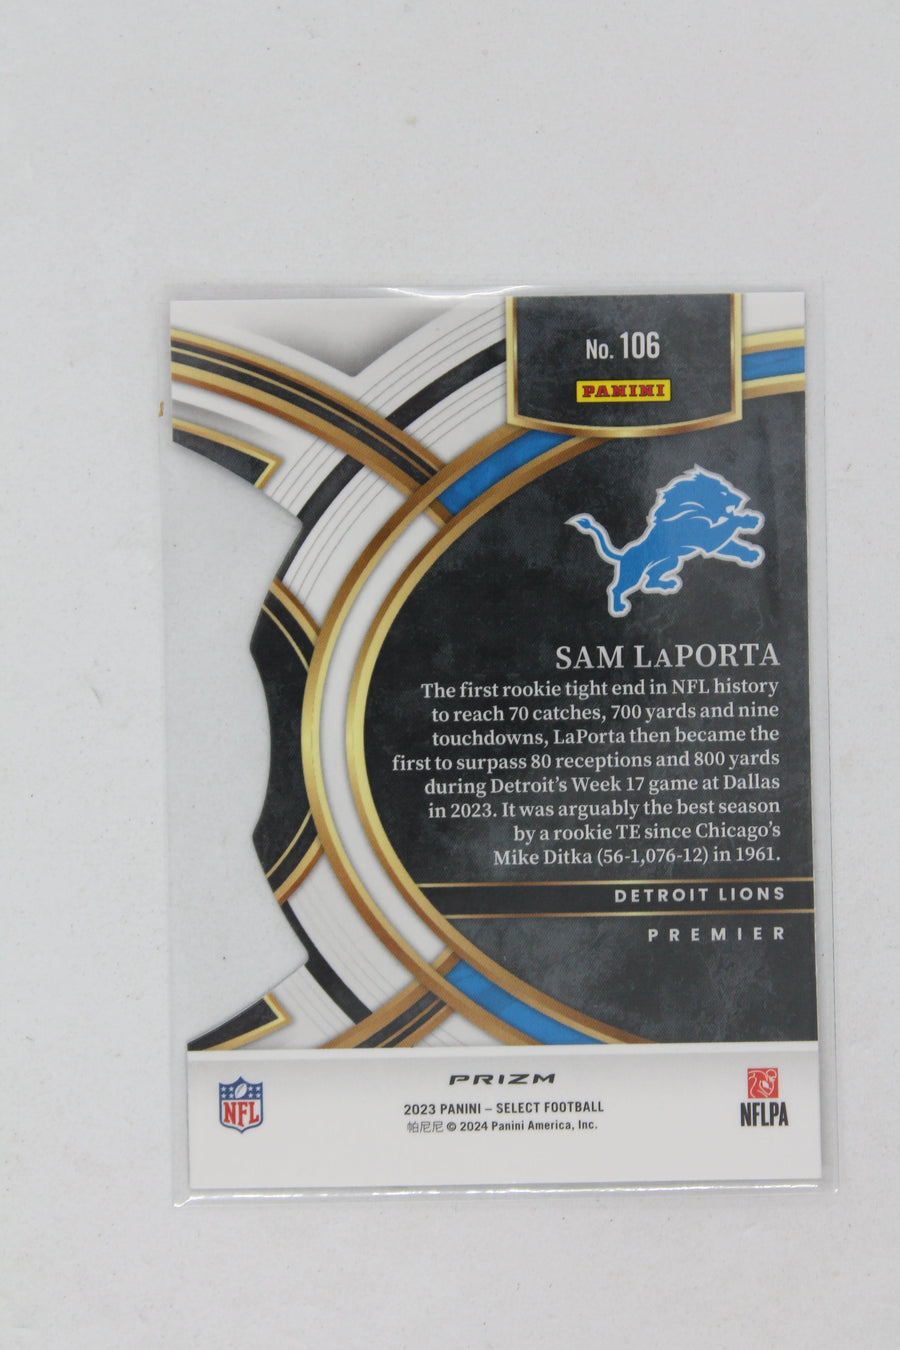 No. 106
PANINI
SAM LaPORTA
The first rookie tight end in NFL history
to reach 70 catches, 700 yards and nine
touchdowns, LaPorta then became the
first to surpass 80 receptions and 800 yards
during Detroit's Week 17 game at Dallas
in 2023. It was arguably the best season
by a rookie TE since Chicago's
Mike Ditka (56-1,076-12) in 1961.
DETROIT LIONS
PREMIER
PRIZM
NFL
2023 PANINI – SELECT FOOTBALL
帕尼尼 © 2024 Panini America, Inc.
NFLPA